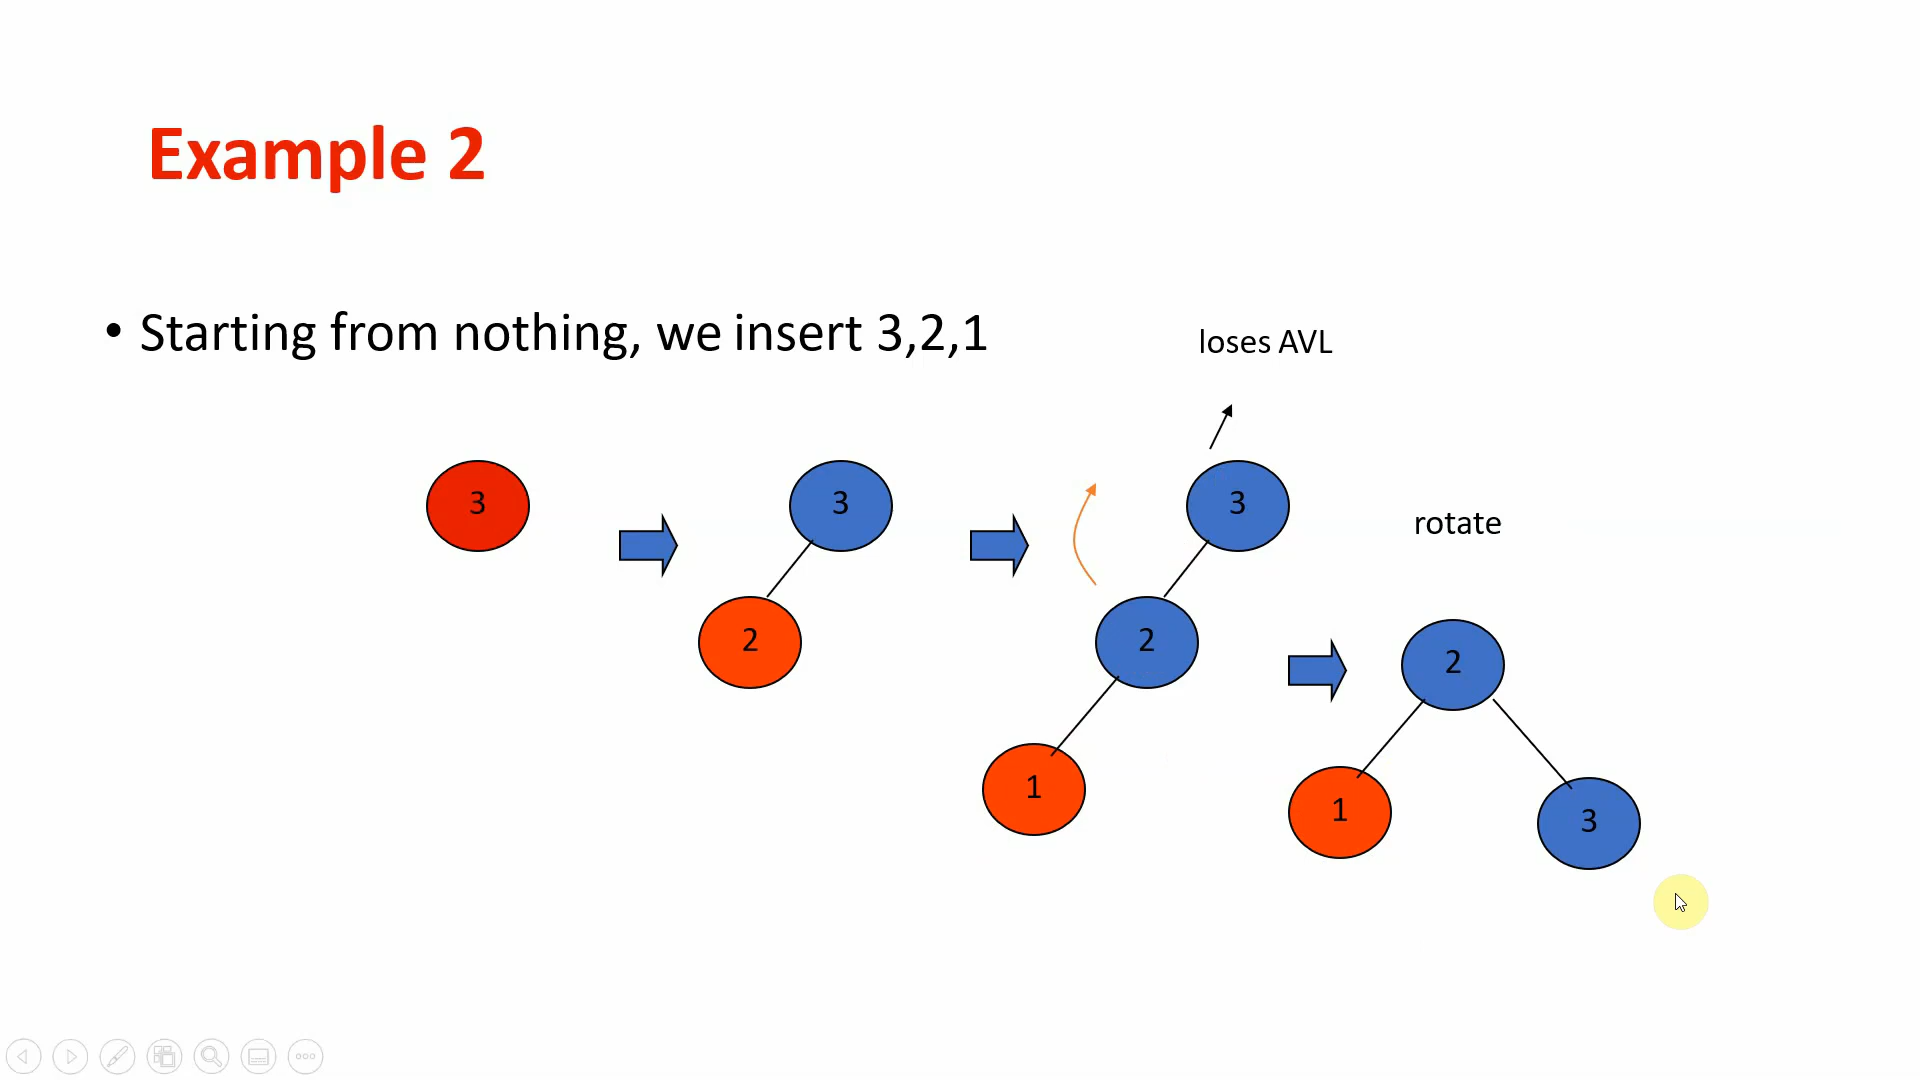 Example 2
• Starting from nothing, we insert 3,2,1
loses AVL
3
3
3
rotate
2
2
2
1
1
3